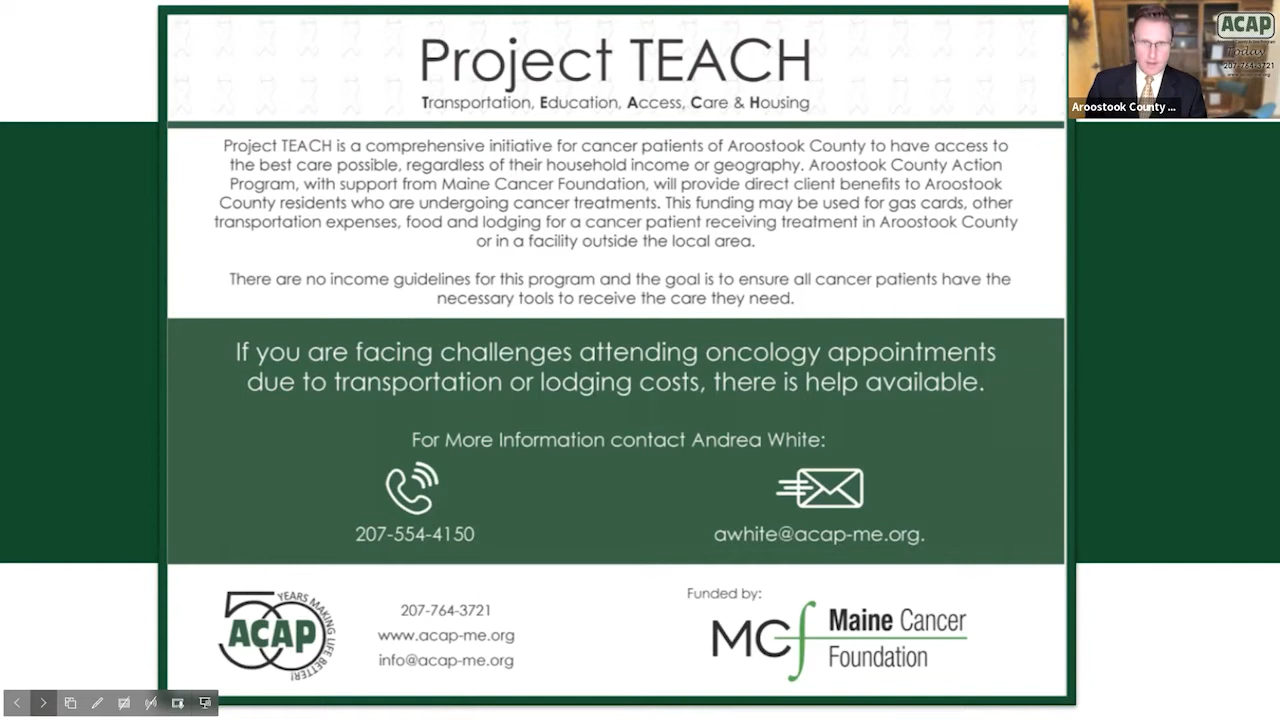 Project TEACH
Transportation, Education, Access, Care & Housing
Project TEACH is a comprehensive initiative for cancer patients of Aroostook County to have access to
the best care possible, regardless of their household income or geography. Aroostook County Action
Program, with support from Maine Cancer Foundation, will provide direct client benefits to Aroostook
County residents who are undergoing cancer treatments. This funding may be used for gas cards, other
transportation expenses, food and lodging for a cancer patient receiving treatment in Aroostook County
or in a facility outside the local area.
There are no income guidelines for this program and the goal is to ensure all cancer patients have the
necessary tools to receive the care they need.
If you are facing challenges attending oncology appointments
due to transportation or lodging costs, there is help available.
For More Information contact Andrea White:
207-554-4150
awhite@acap-me.org.
50 YEARS MAKING LIFE BETTER!
ACAP
207-764-3721
www.acap-me.org
info@acap-me.org
Funded by:
MCf
Maine Cancer
Foundation
ACAP
Today
207-764-3721
www.acap-me.org
Aroostook County ...